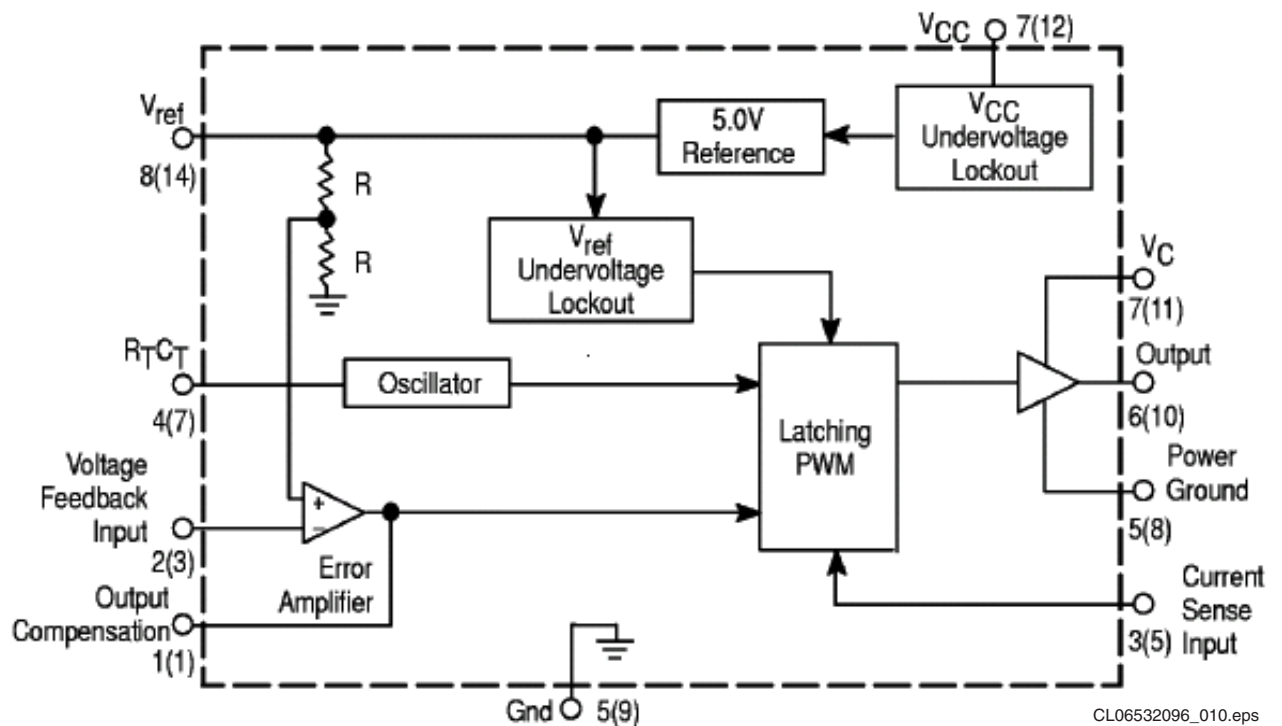 VCC 7(12)
Vref
8(14)
5.0V
Reference
VCC
Undervoltage
Lockout
R
R
Vref
Undervoltage
Lockout
VC
7(11)
RTCT
4(7)
Oscillator
Latching
PWM
Output
6(10)
Voltage
Feedback
Input
2(3)
+
−
Error
Amplifier
Power
Ground
5(8)
Output
Compensation
1(1)
Current
Sense
Input
3(5)
Gnd 5(9)
CL06532096_010.eps